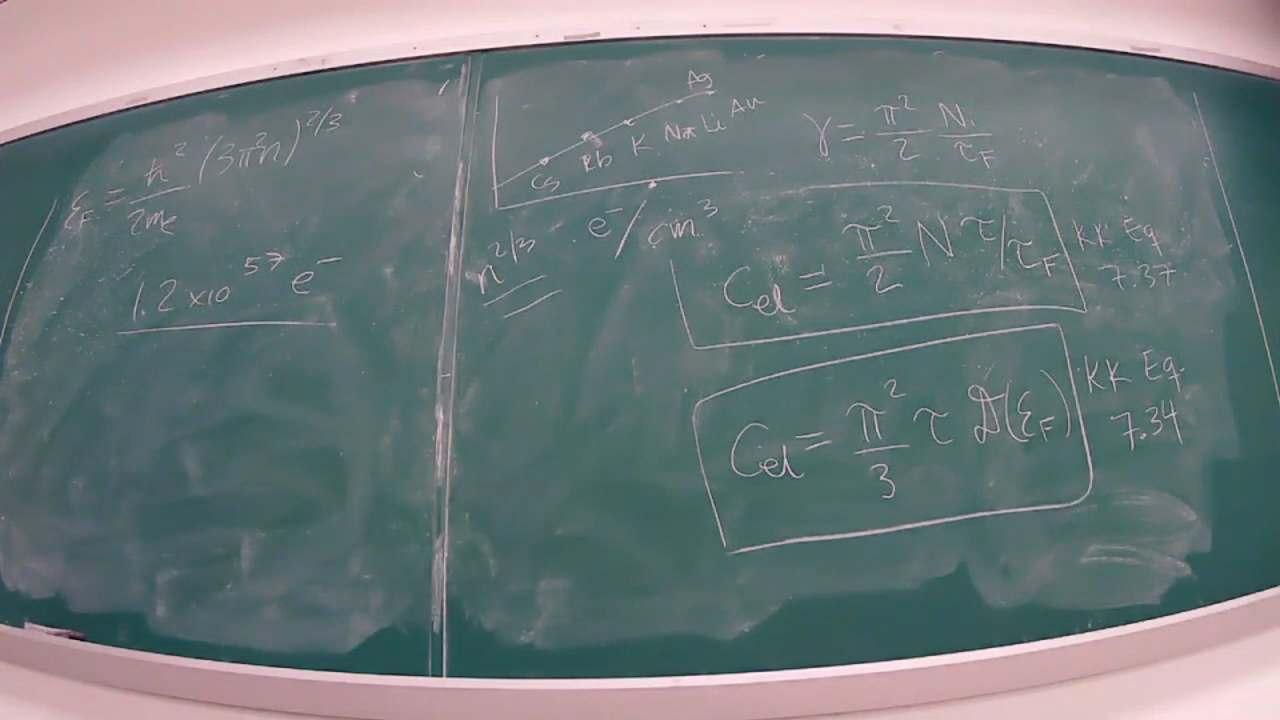 ε_F = ħ²/2m_e (3π²n)^{2/3}
1.2 x10^{57} e⁻
Cs Rb K Na Li Ag Au
n^{2/3} e⁻/cm³
γ = π²/2 N/τ_F
C_el = π²/2 N τ/τ_F
KK Eq
7.37
C_el = π²/3 τ D(ε_F)
KK Eq.
7.34